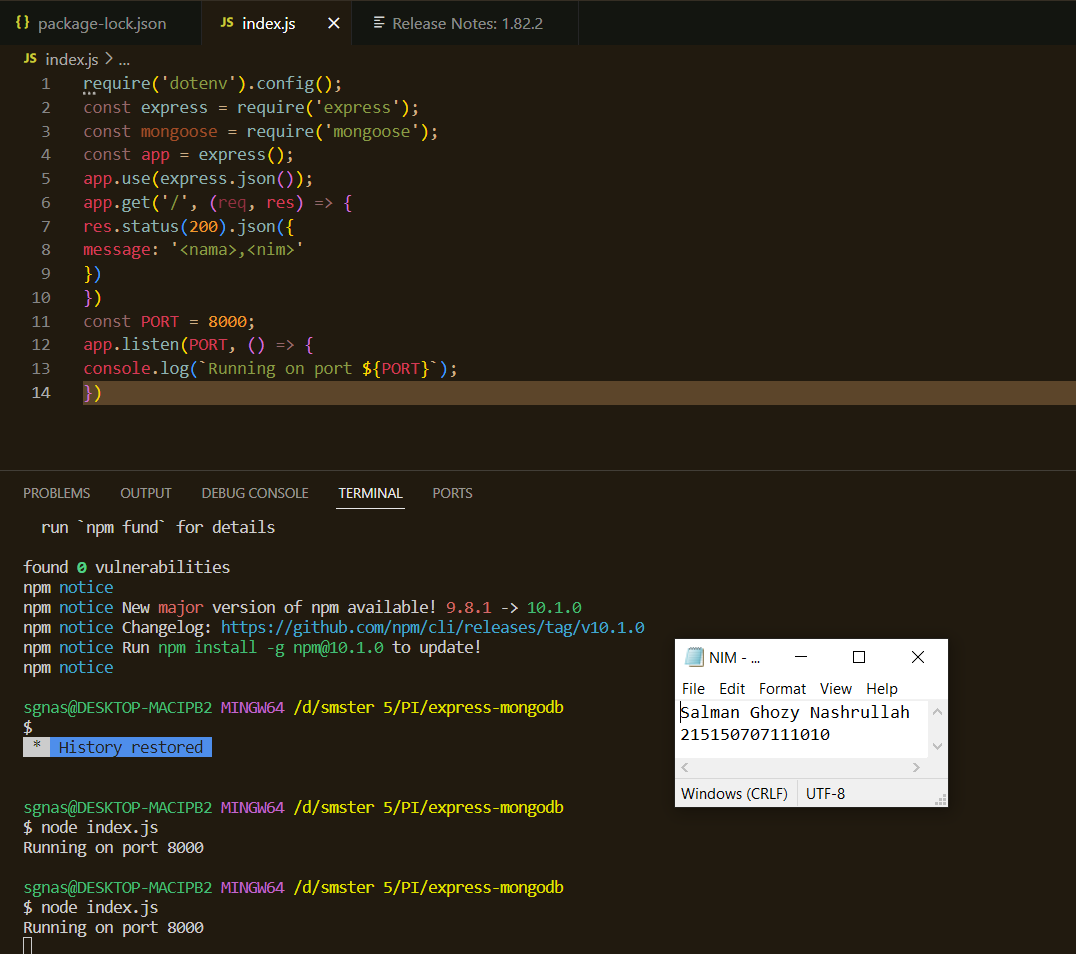 {} package-lock.json JS index.js × Release Notes: 1.82.2
JS index.js > ...
1 require('dotenv').config();
2 const express = require('express');
3 const mongoose = require('mongoose');
4 const app = express();
5 app.use(express.json());
6 app.get('/', (req, res) => {
7 res.status(200).json({
8 message: '<nama>,<nim>'
9 })
10 })
11 const PORT = 8000;
12 app.listen(PORT, () => {
13 console.log(`Running on port ${PORT}`);
14 })
PROBLEMS OUTPUT DEBUG CONSOLE TERMINAL PORTS
run `npm fund` for details
found 0 vulnerabilities
npm notice
npm notice New major version of npm available! 9.8.1 -> 10.1.0
npm notice Changelog: https://github.com/npm/cli/releases/tag/v10.1.0
npm notice Run npm install -g npm@10.1.0 to update!
npm notice
sgnas@DESKTOP-MACIPB2 MINGW64 /d/smster 5/PI/express-mongodb
$
* History restored
sgnas@DESKTOP-MACIPB2 MINGW64 /d/smster 5/PI/express-mongodb
$ node index.js
Running on port 8000
sgnas@DESKTOP-MACIPB2 MINGW64 /d/smster 5/PI/express-mongodb
$ node index.js
Running on port 8000
NIM - ...
File Edit Format View Help
Salman Ghozy Nashrullah
215150707111010
Windows (CRLF) UTF-8